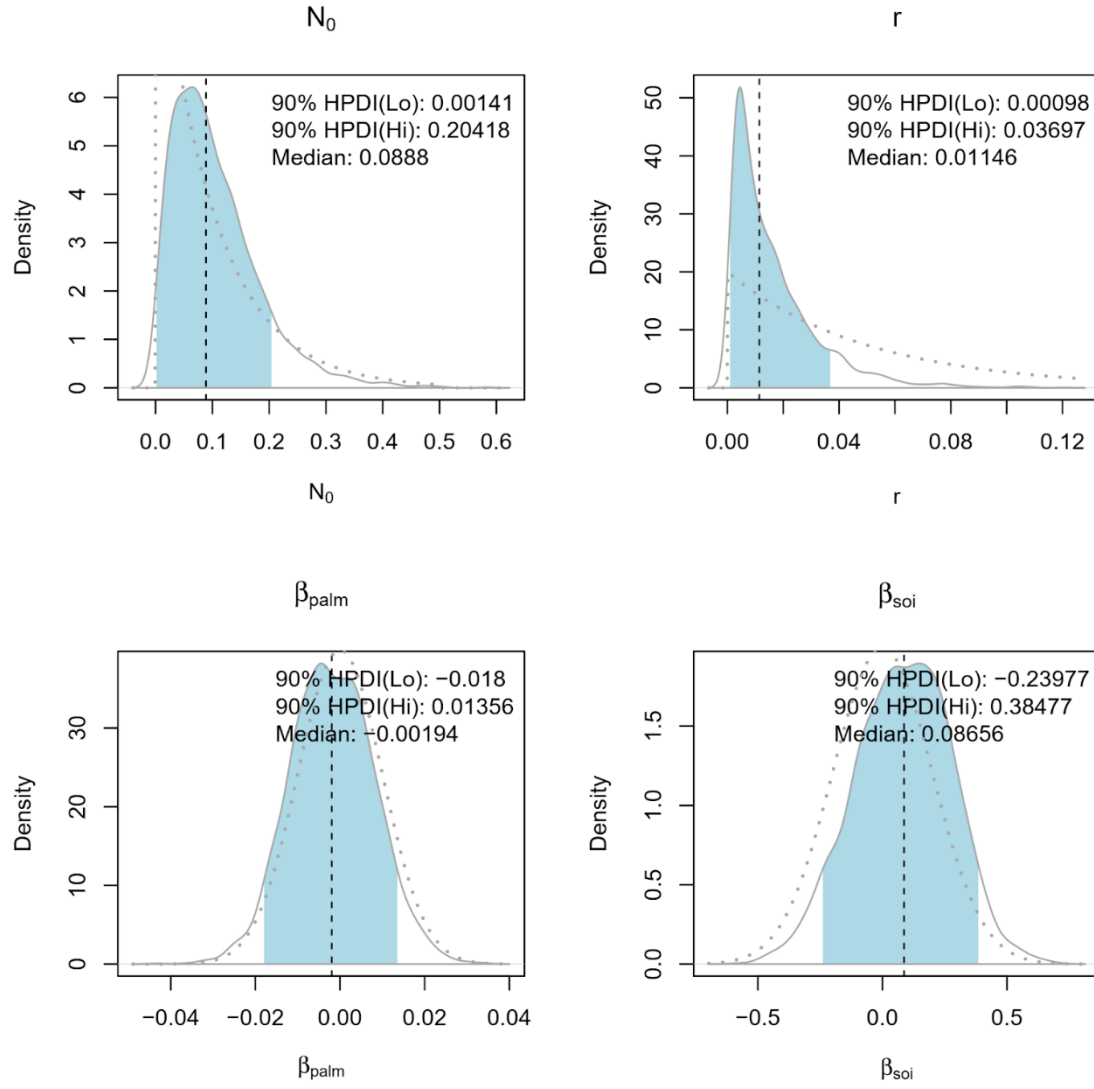 N₀
90% HPDI(Lo): 0.00141
90% HPDI(Hi): 0.20418
Median: 0.0888
Density
0 1 2 3 4 5 6
0.0 0.1 0.2 0.3 0.4 0.5 0.6
N₀
r
90% HPDI(Lo): 0.00098
90% HPDI(Hi): 0.03697
Median: 0.01146
Density
0 10 20 30 40 50
0.00 0.04 0.08 0.12
r
βpalm
90% HPDI(Lo): −0.018
90% HPDI(Hi): 0.01356
Median: −0.00194
Density
0 10 20 30
−0.04 −0.02 0.00 0.02 0.04
βpalm
βsoi
90% HPDI(Lo): −0.23977
90% HPDI(Hi): 0.38477
Median: 0.08656
Density
0.0 0.5 1.0 1.5
−0.5 0.0 0.5
βsoi